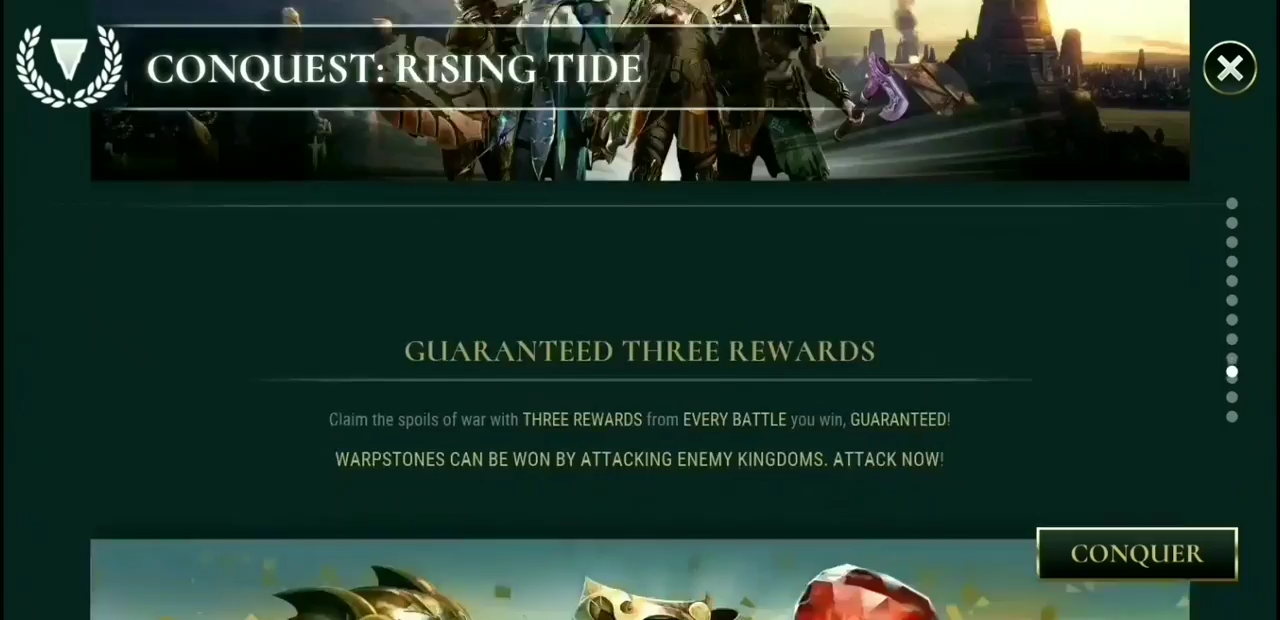 CONQUEST: RISING TIDE
GUARANTEED THREE REWARDS
Claim the spoils of war with THREE REWARDS from EVERY BATTLE you win, GUARANTEED!
WARPSTONES CAN BE WON BY ATTACKING ENEMY KINGDOMS. ATTACK NOW!
CONQUER